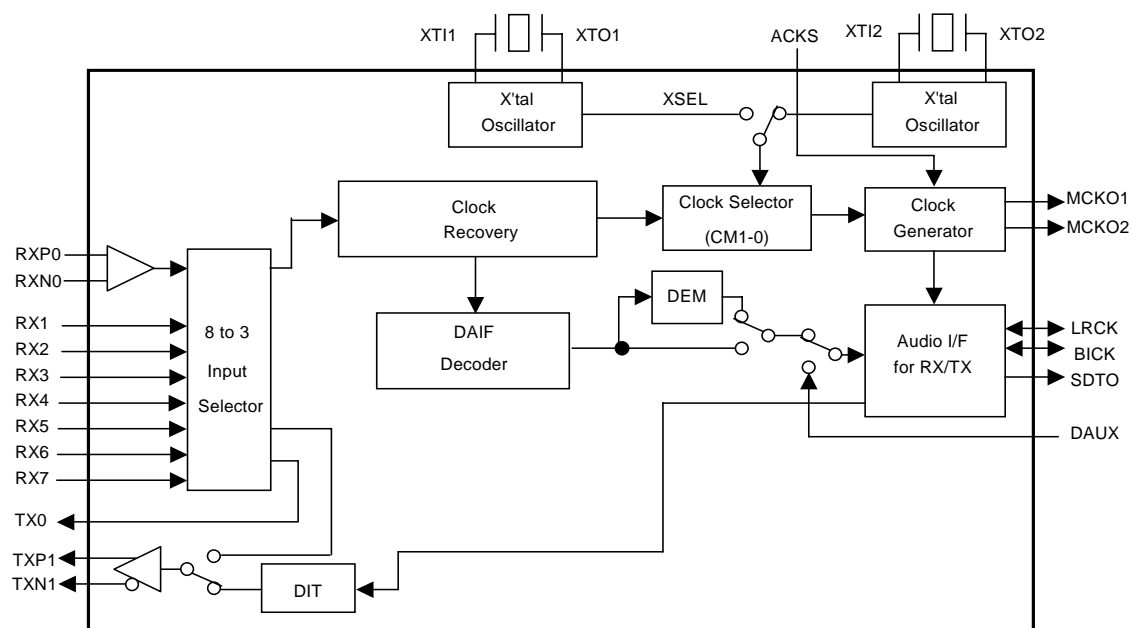 XTI1
XTO1
ACKS
XTI2
XTO2
X'tal
Oscillator
XSEL
X'tal
Oscillator
Clock
Recovery
Clock Selector
(CM1-0)
Clock
Generator
MCKO1
MCKO2
RXP0
RXN0
RX1
RX2
RX3
RX4
RX5
RX6
RX7
8 to 3
Input
Selector
DAIF
Decoder
DEM
Audio I/F
for RX/TX
LRCK
BICK
SDTO
DAUX
TX0
TXP1
TXN1
DIT